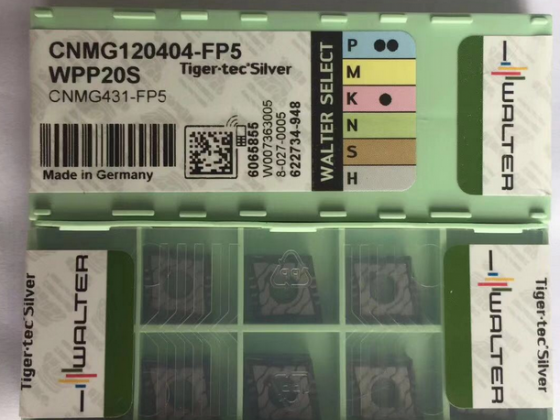 CNMG120404-FP5
WPP20S Tiger·tec®Silver
CNMG431-FP5
Made in Germany
6065855
W007363005
8-027-0005
622734-948
WALTER SELECT
P
M
K
N
S
H
WALTER
Tiger·tec®Silver
WALTER
WALTER
Tiger·tec®Silver